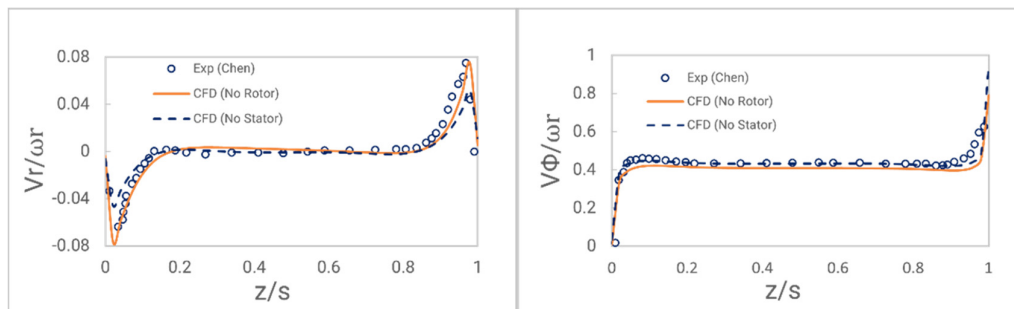 Vr/ωr
0.08
0.04
0
-0.04
-0.08
Exp (Chen)
CFD (No Rotor)
CFD (No Stator)
0 0.2 0.4 0.6 0.8 1
z/s
VΦ/ωr
1
0.8
0.6
0.4
0.2
0
Exp (Chen)
CFD (No Rotor)
CFD (No Stator)
0 0.2 0.4 0.6 0.8 1
z/s